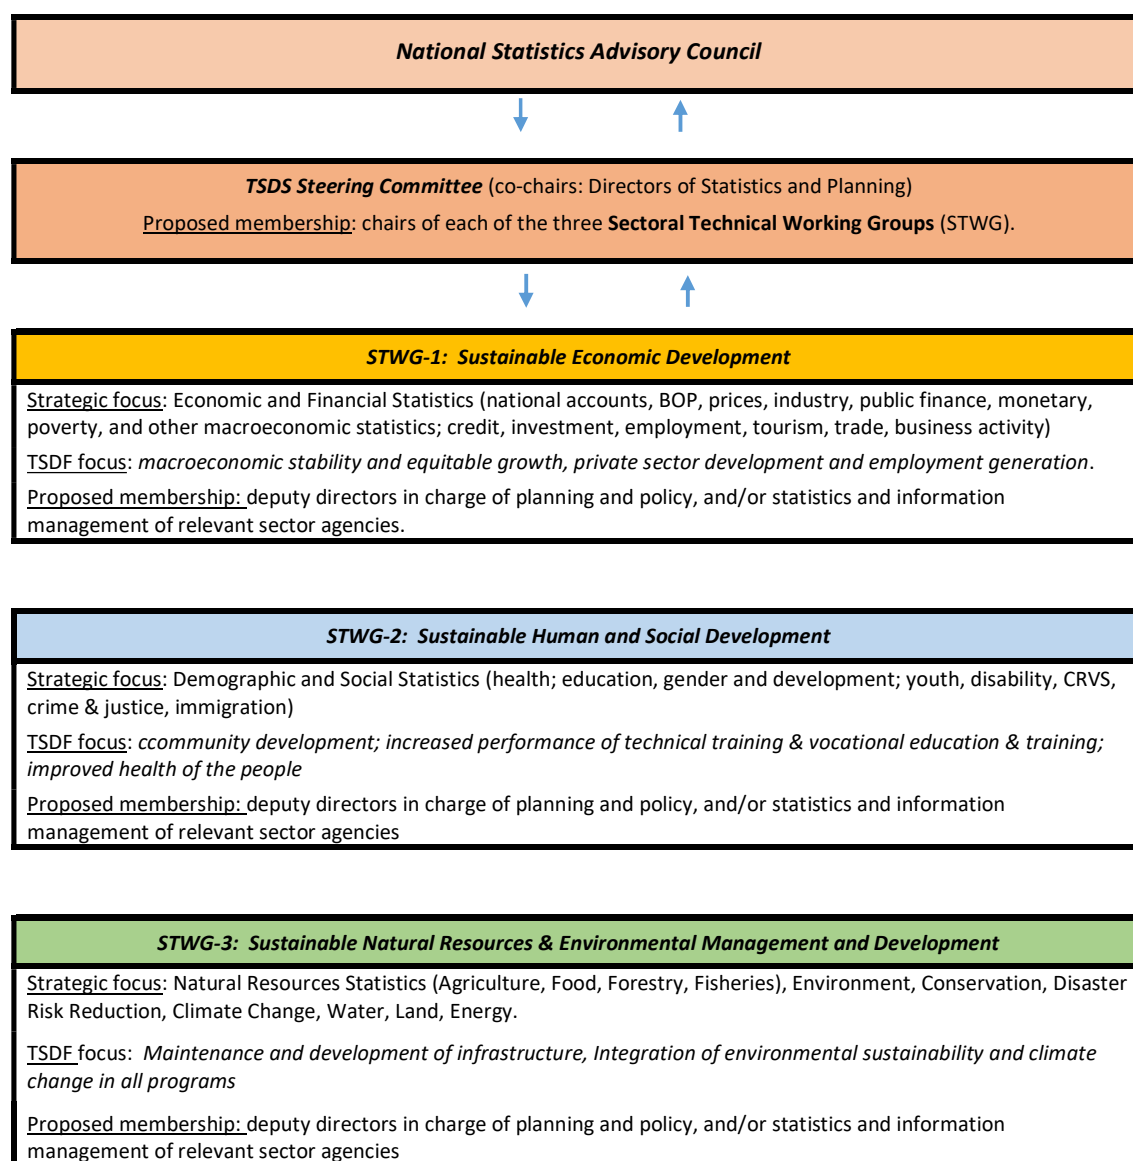 National Statistics Advisory Council
TSDS Steering Committee (co-chairs: Directors of Statistics and Planning)
Proposed membership: chairs of each of the three Sectoral Technical Working Groups (STWG).
STWG-1: Sustainable Economic Development
Strategic focus: Economic and Financial Statistics (national accounts, BOP, prices, industry, public finance, monetary,
poverty, and other macroeconomic statistics; credit, investment, employment, tourism, trade, business activity)
TSDF focus: macroeconomic stability and equitable growth, private sector development and employment generation.
Proposed membership: deputy directors in charge of planning and policy, and/or statistics and information
management of relevant sector agencies.
STWG-2: Sustainable Human and Social Development
Strategic focus: Demographic and Social Statistics (health; education, gender and development; youth, disability, CRVS,
crime & justice, immigration)
TSDF focus: ccommunity development; increased performance of technical training & vocational education & training;
improved health of the people
Proposed membership: deputy directors in charge of planning and policy, and/or statistics and information
management of relevant sector agencies
STWG-3: Sustainable Natural Resources & Environmental Management and Development
Strategic focus: Natural Resources Statistics (Agriculture, Food, Forestry, Fisheries), Environment, Conservation, Disaster
Risk Reduction, Climate Change, Water, Land, Energy.
TSDF focus: Maintenance and development of infrastructure, Integration of environmental sustainability and climate
change in all programs
Proposed membership: deputy directors in charge of planning and policy, and/or statistics and information
management of relevant sector agencies